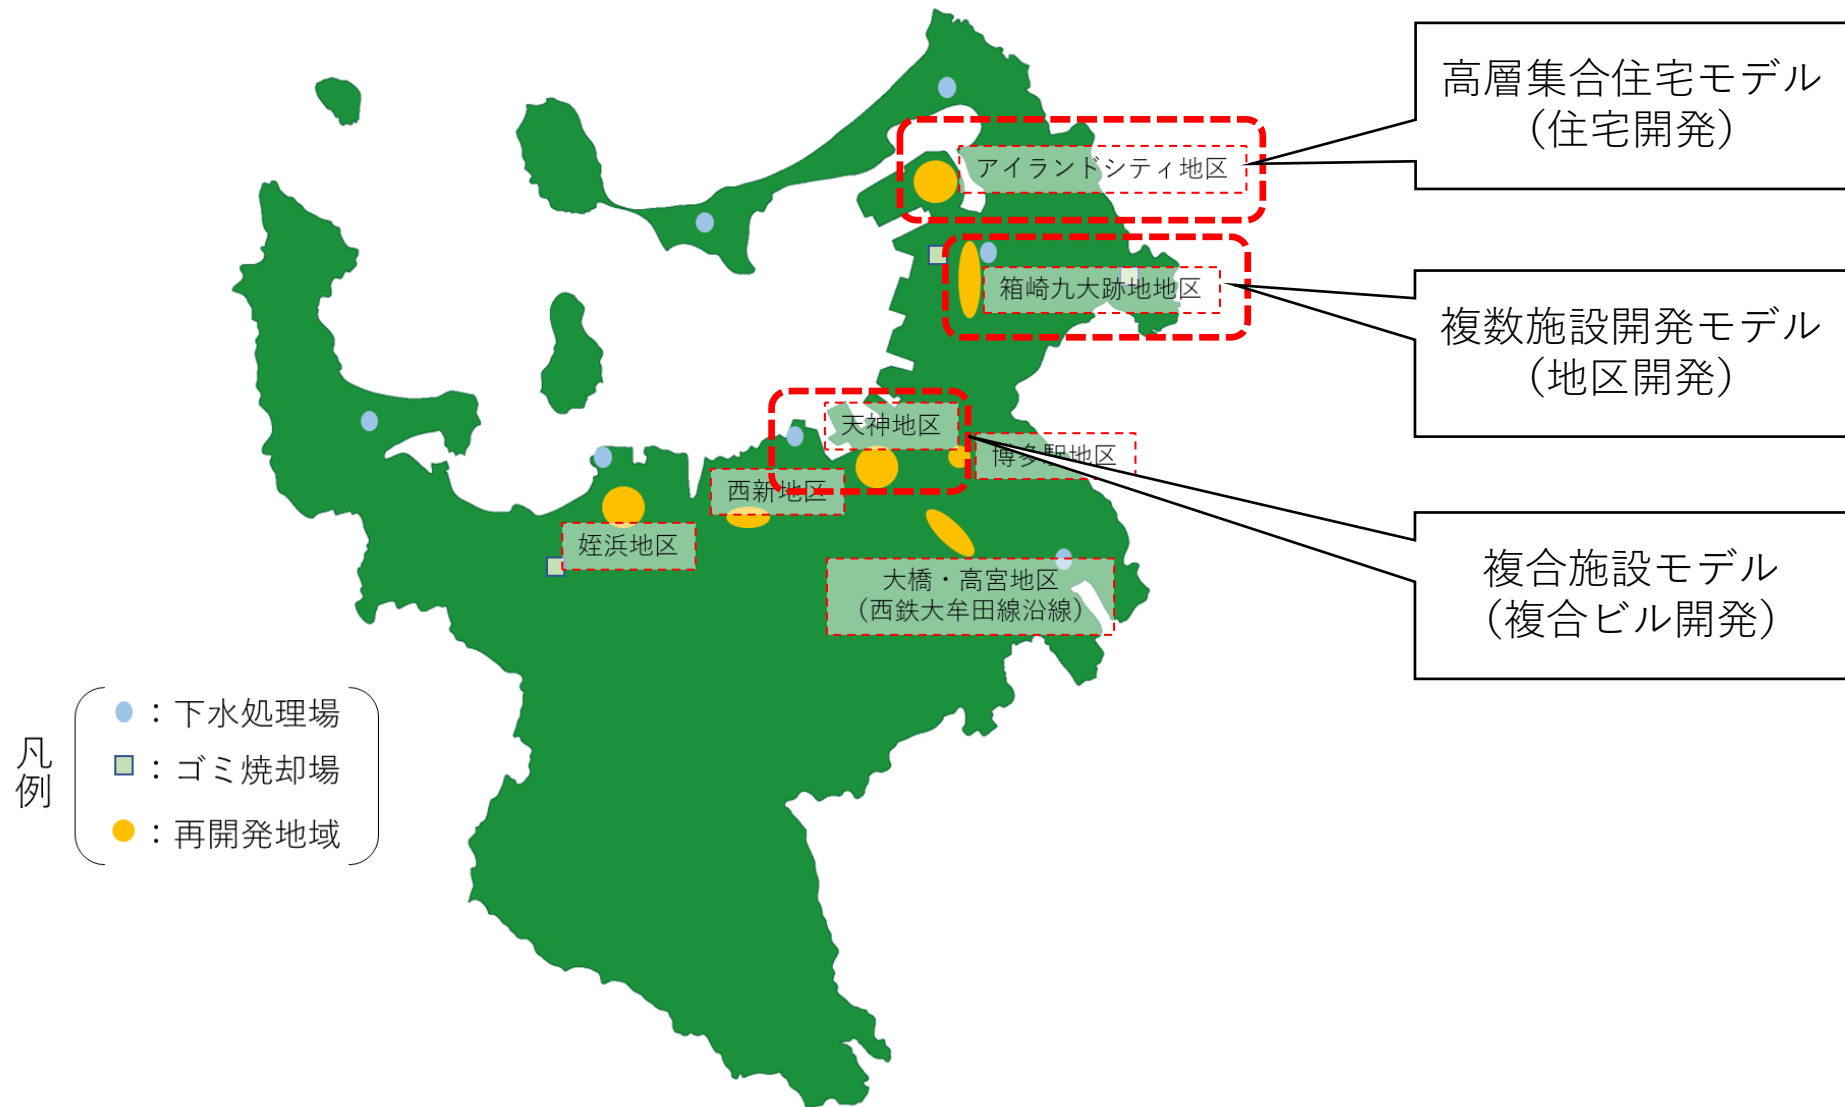 高層集合住宅モデル
(住宅開発)
アイランドシティ地区
箱崎九大跡地地区
複数施設開発モデル
(地区開発)
天神地区
博多駅地区
西新地区
姪浜地区
大橋・高宮地区
(西鉄大牟田線沿線)
複合施設モデル
(複合ビル開発)
凡例
：下水処理場
：ゴミ焼却場
：再開発地域